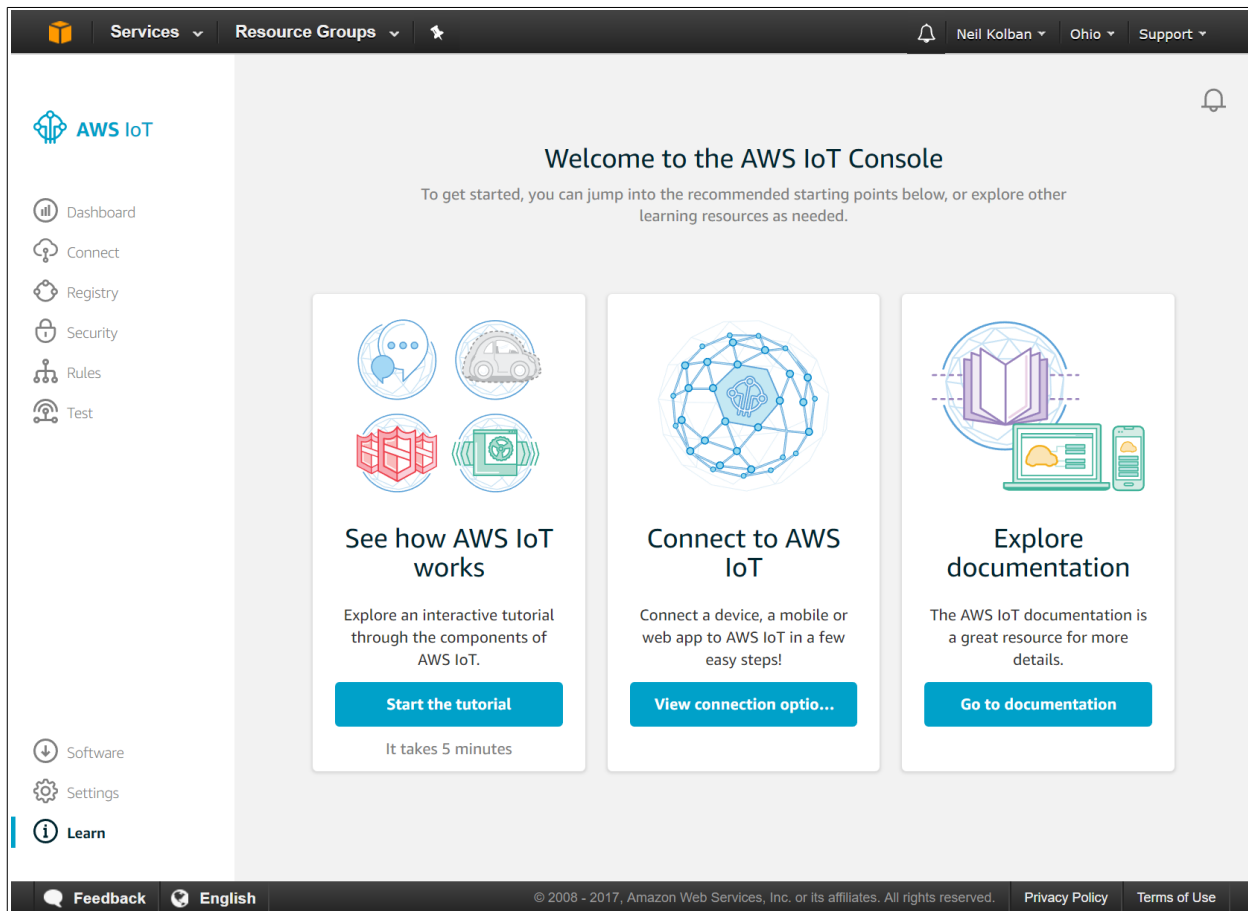 Services Resource Groups Neil Kolban Ohio Support
AWS IoT
Dashboard
Connect
Registry
Security
Rules
Test
Software
Settings
Learn
Welcome to the AWS IoT Console
To get started, you can jump into the recommended starting points below, or explore other
learning resources as needed.
See how AWS IoT
works
Explore an interactive tutorial
through the components of
AWS IoT.
Start the tutorial
It takes 5 minutes
Connect to AWS
IoT
Connect a device, a mobile or
web app to AWS IoT in a few
easy steps!
View connection optio...
Explore
documentation
The AWS IoT documentation is
a great resource for more
details.
Go to documentation
Feedback English © 2008 - 2017, Amazon Web Services, Inc. or its affiliates. All rights reserved. Privacy Policy Terms of Use